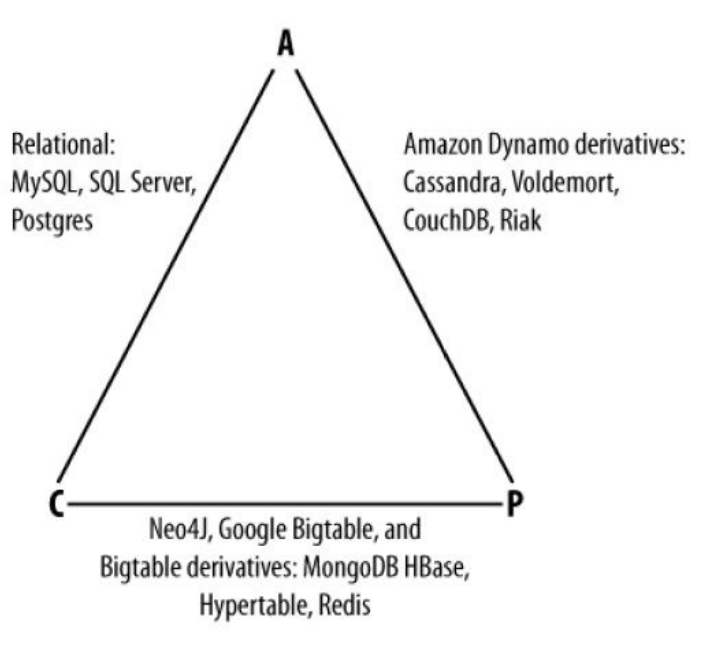 A
Relational:
MySQL, SQL Server,
Postgres
Amazon Dynamo derivatives:
Cassandra, Voldemort,
CouchDB, Riak
C
P
Neo4J, Google Bigtable, and
Bigtable derivatives: MongoDB HBase,
Hypertable, Redis